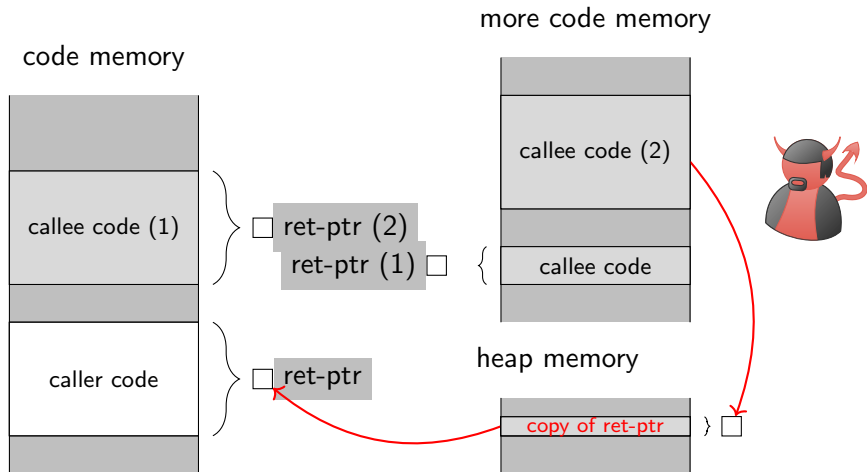 more code memory
code memory
callee code (2)
callee code (1)
ret-ptr (2)
ret-ptr (1)
callee code
heap memory
caller code
ret-ptr
copy of ret-ptr